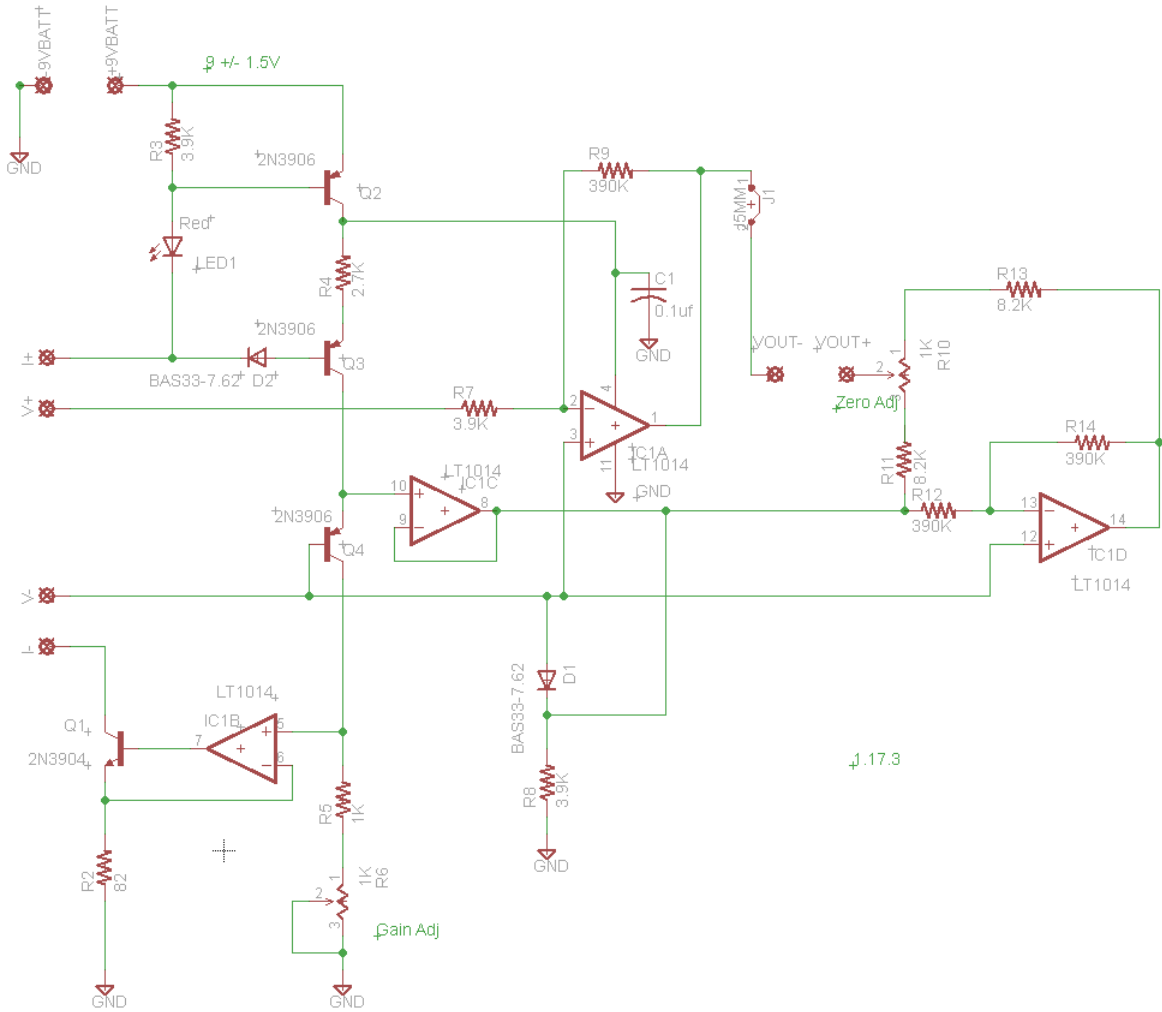 -9VBATT
+9VBATT
9 +/- 1.5V
GND
R3
3.9K
2N3906
Q2
Red
LED1
R4
2.7K
2N3906
Q3
I+
BAS33-7.62
D2
V+
R9
390K
1
J1
J5MM
2
C1
0.1uf
GND
VOUT-
VOUT+
R13
8.2K
1
1K
R10
2
3
Zero Adj
R7
3.9K
4
2
3
1
11
IC1A
LT1014
GND
R11
8.2K
R14
390K
R12
390K
LT1014
IC1C
10
9
8
13
12
14
IC1D
LT1014
2N3906
Q4
V-
I-
BAS33-7.62
D1
LT1014
IC1B
5
6
7
Q1
2N3904
R5
1K
R8
3.9K
GND
1.17.3
R2
82
1
1K
R6
2
3
Gain Adj
GND
GND